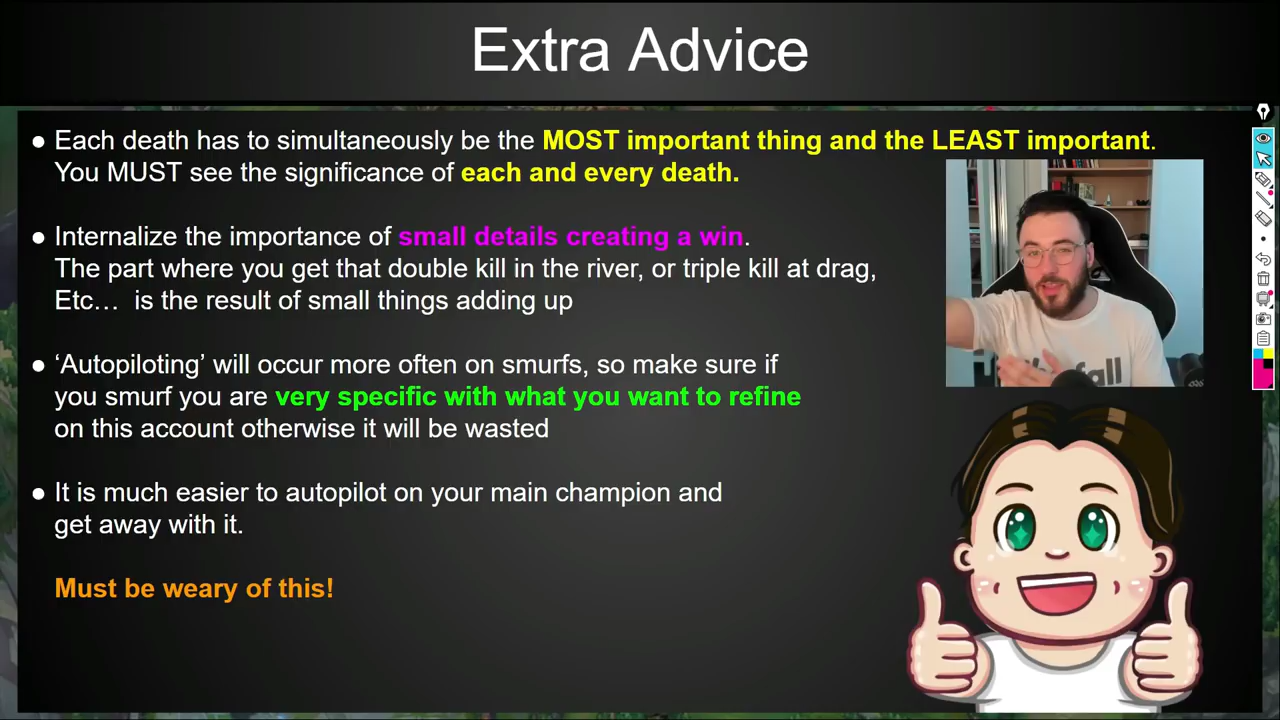 Extra Advice
● Each death has to simultaneously be the MOST important thing and the LEAST important.
You MUST see the significance of each and every death.
● Internalize the importance of small details creating a win.
The part where you get that double kill in the river, or triple kill at drag,
Etc… is the result of small things adding up
● ‘Autopiloting’ will occur more often on smurfs, so make sure if
you smurf you are very specific with what you want to refine
on this account otherwise it will be wasted
● It is much easier to autopilot on your main champion and
get away with it.
Must be weary of this!